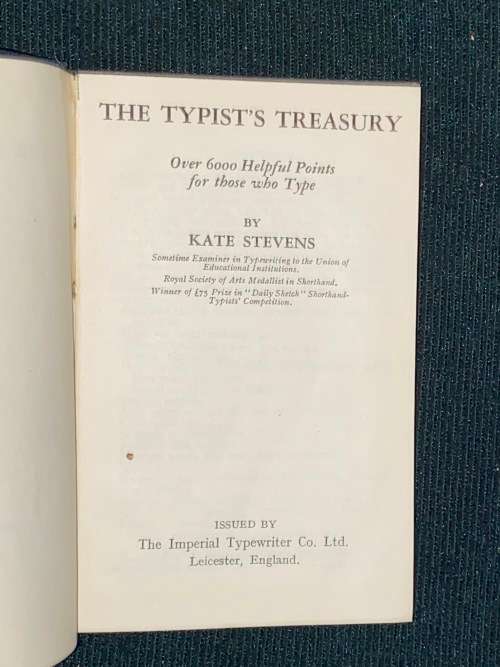 THE TYPIST'S TREASURY
Over 6000 Helpful Points
for those who Type
BY
KATE STEVENS
Sometime Examiner in Typewriting to the Union of
Educational Institutions.
Royal Society of Arts Medallist in Shorthand.
Winner of £75 Prize in "Daily Sketch" Shorthand-
Typists' Competition.
ISSUED BY
The Imperial Typewriter Co. Ltd.
Leicester, England.